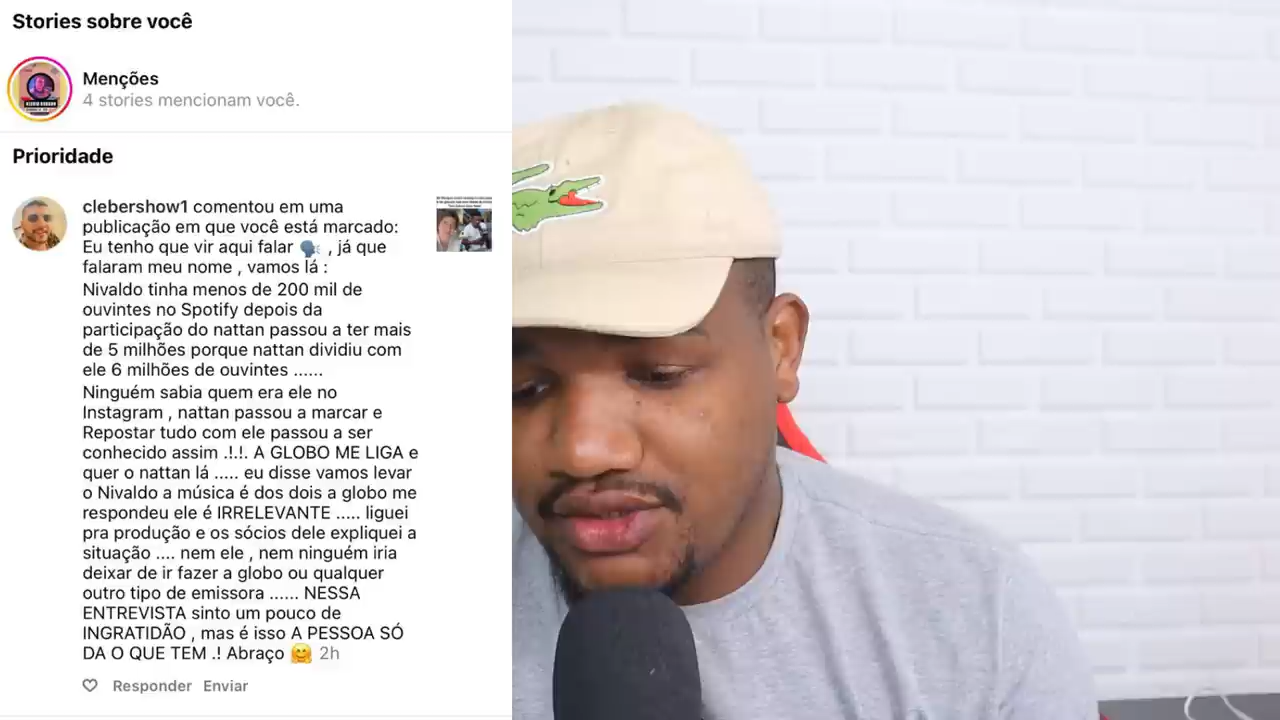 Stories sobre você
Menções
4 stories mencionam você.
Prioridade
clebershow1 comentou em uma
publicação em que você está marcado:
Eu tenho que vir aqui falar 🗣️ , já que
falaram meu nome , vamos lá :
Nivaldo tinha menos de 200 mil de
ouvintes no Spotify depois da
participação do nattan passou a ter mais
de 5 milhões porque nattan dividiu com
ele 6 milhões de ouvintes ......
Ninguém sabia quem era ele no
Instagram , nattan passou a marcar e
Repostar tudo com ele passou a ser
conhecido assim .!.!. A GLOBO ME LIGA e
quer o nattan lá ..... eu disse vamos levar
o Nivaldo a música é dos dois a globo me
respondeu ele é IRRELEVANTE ..... liguei
pra produção e os sócios dele expliquei a
situação .... nem ele , nem ninguém iria
deixar de ir fazer a globo ou qualquer
outro tipo de emissora ...... NESSA
ENTREVISTA sinto um pouco de
INGRATIDÃO , mas é isso A PESSOA SÓ
DA O QUE TEM .! Abraço 🤗 2h
Responder Enviar